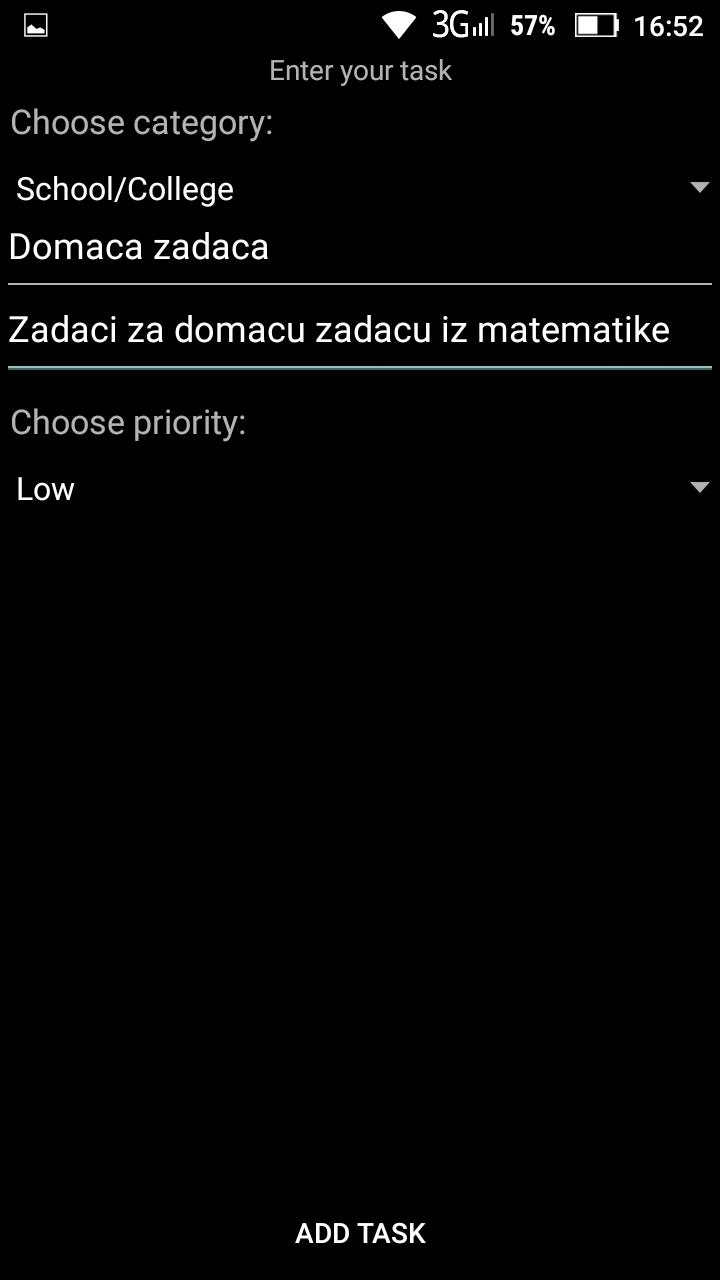 3G 57% 16:52
Enter your task
Choose category:
School/College
Domaca zadaca
Zadaci za domacu zadacu iz matematike
Choose priority:
Low
ADD TASK